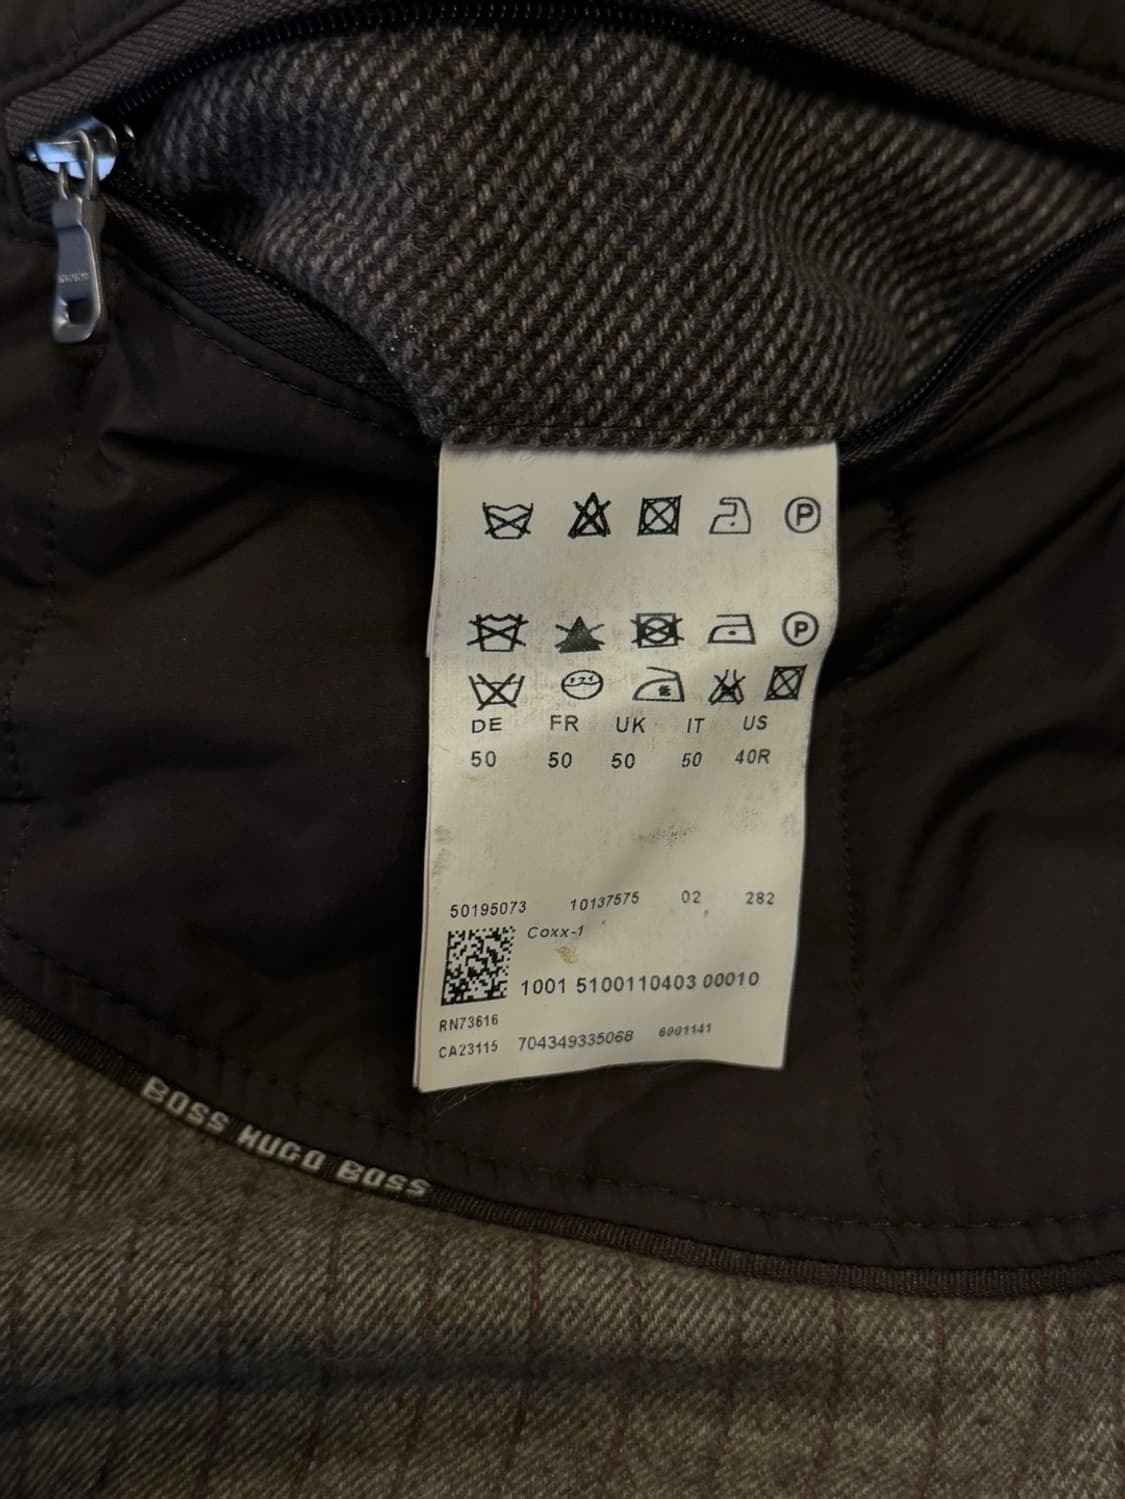 P
P
DE FR UK IT US
50 50 50 50 40R
50195073 10137575 02 282
Coxx-1
1001 5100110403 00010
RN73616
CA23115 704349335068 6001141
BOSS HUGO BOSS